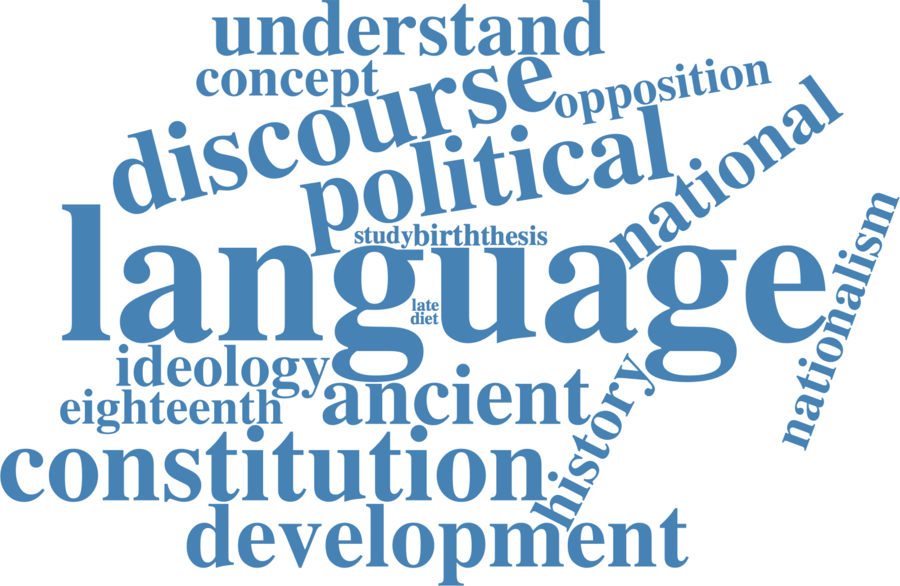 understand
concept
discourse
opposition
political
national
study
birth
thesis
language
nationalism
late
diet
ideology
ancient
eighteenth
history
constitution
development